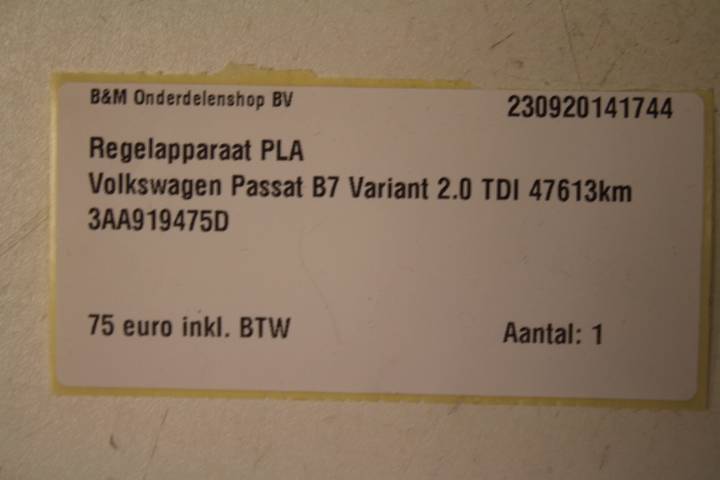 B&M Onderdelenshop BV 230920141744
Regelapparaat PLA
Volkswagen Passat B7 Variant 2.0 TDI 47613km
3AA919475D
75 euro inkl. BTW Aantal: 1